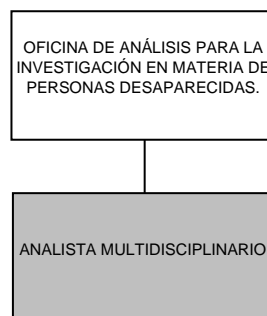 OFICINA DE ANÁLISIS PARA LA
INVESTIGACIÓN EN MATERIA DE
PERSONAS DESAPARECIDAS.
ANALISTA MULTIDISCIPLINARIO